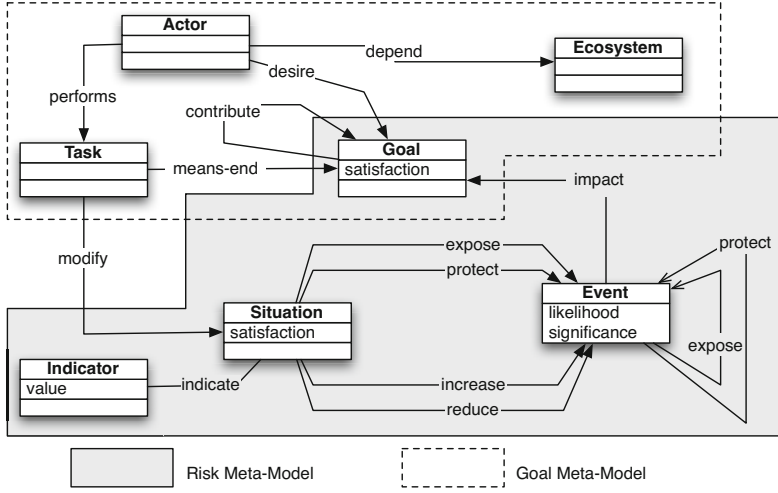 Actor
depend
Ecosystem
desire
performs
contribute
Task
Goal
means-end
satisfaction
impact
modify
expose
protect
protect
Situation
Event
satisfaction
likelihood
significance
expose
Indicator
value
indicate
increase
reduce
Risk Meta-Model
Goal Meta-Model